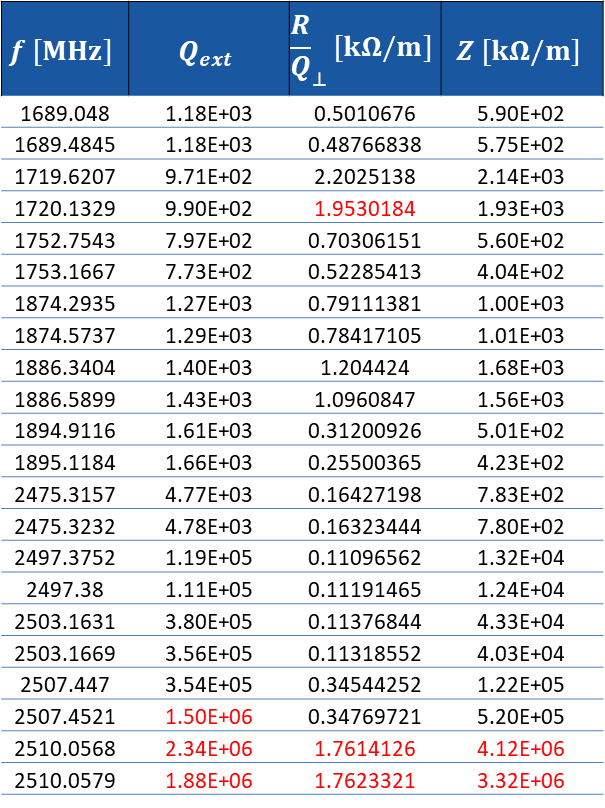 f [MHz] Q_ext R/Q_⊥ [kΩ/m] Z [kΩ/m]
1689.048 1.18E+03 0.5010676 5.90E+02
1689.4845 1.18E+03 0.48766838 5.75E+02
1719.6207 9.71E+02 2.2025138 2.14E+03
1720.1329 9.90E+02 1.9530184 1.93E+03
1752.7543 7.97E+02 0.70306151 5.60E+02
1753.1667 7.73E+02 0.52285413 4.04E+02
1874.2935 1.27E+03 0.79111381 1.00E+03
1874.5737 1.29E+03 0.78417105 1.01E+03
1886.3404 1.40E+03 1.204424 1.68E+03
1886.5899 1.43E+03 1.0960847 1.56E+03
1894.9116 1.61E+03 0.31200926 5.01E+02
1895.1184 1.66E+03 0.25500365 4.23E+02
2475.3157 4.77E+03 0.16427198 7.83E+02
2475.3232 4.78E+03 0.16323444 7.80E+02
2497.3752 1.19E+05 0.11096562 1.32E+04
2497.38 1.11E+05 0.11191465 1.24E+04
2503.1631 3.80E+05 0.11376844 4.33E+04
2503.1669 3.56E+05 0.11318552 4.03E+04
2507.447 3.54E+05 0.34544252 1.22E+05
2507.4521 1.50E+06 0.34769721 5.20E+05
2510.0568 2.34E+06 1.7614126 4.12E+06
2510.0579 1.88E+06 1.7623321 3.32E+06